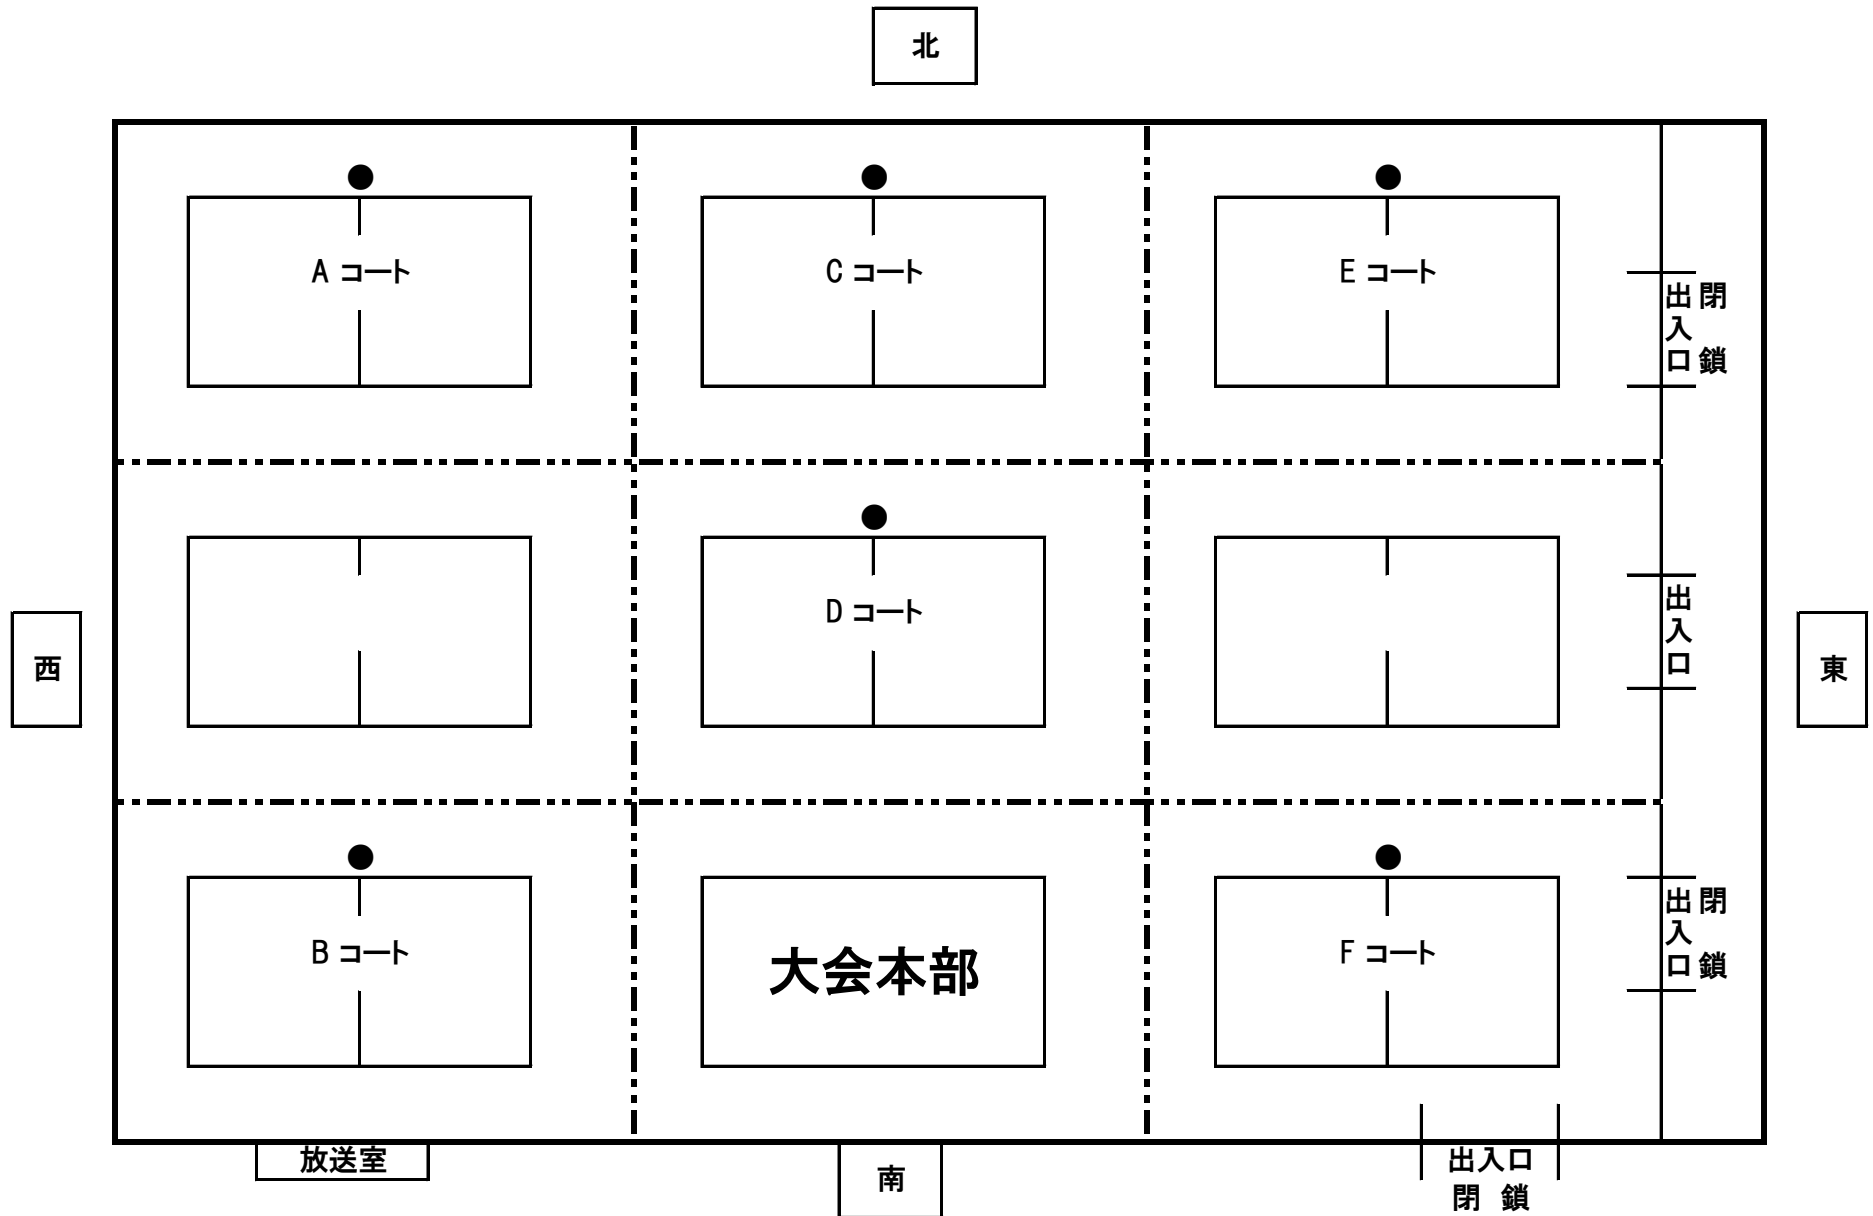 北
A コート
C コート
E コート
出入口
閉鎖
D コート
西
出入口
東
B コート
大会本部
F コート
出入口
閉鎖
放送室
南
出入口
閉 鎖